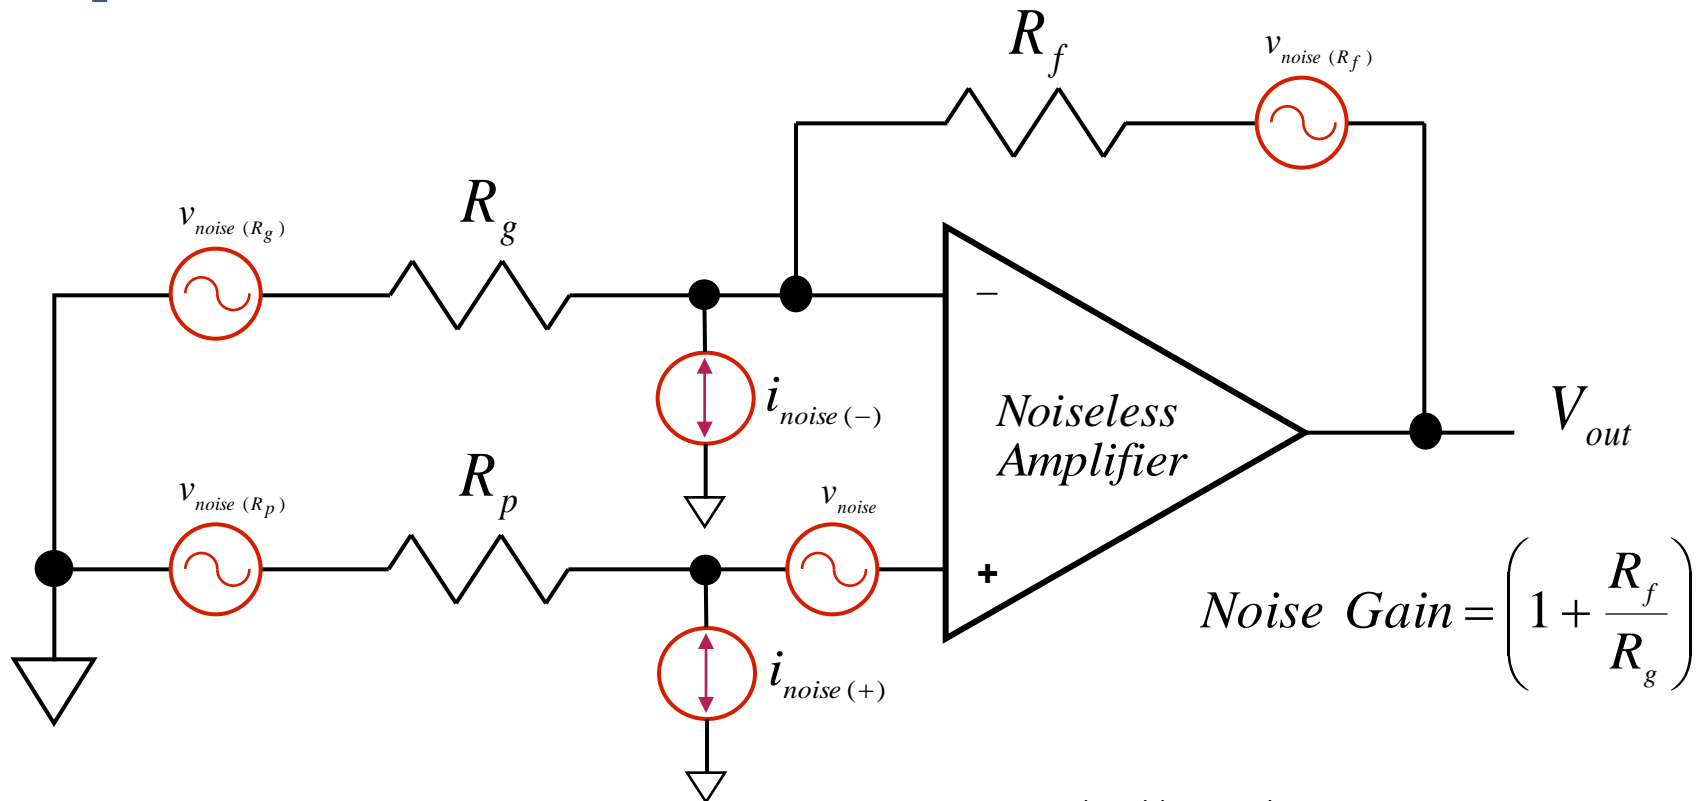 R_f
v_noise (R_f)
v_noise (R_g)
R_g
−
i_noise (−)
Noiseless
Amplifier
V_out
v_noise (R_p)
R_p
v_noise
+
i_noise (+)
Noise Gain = (1 + R_f / R_g)